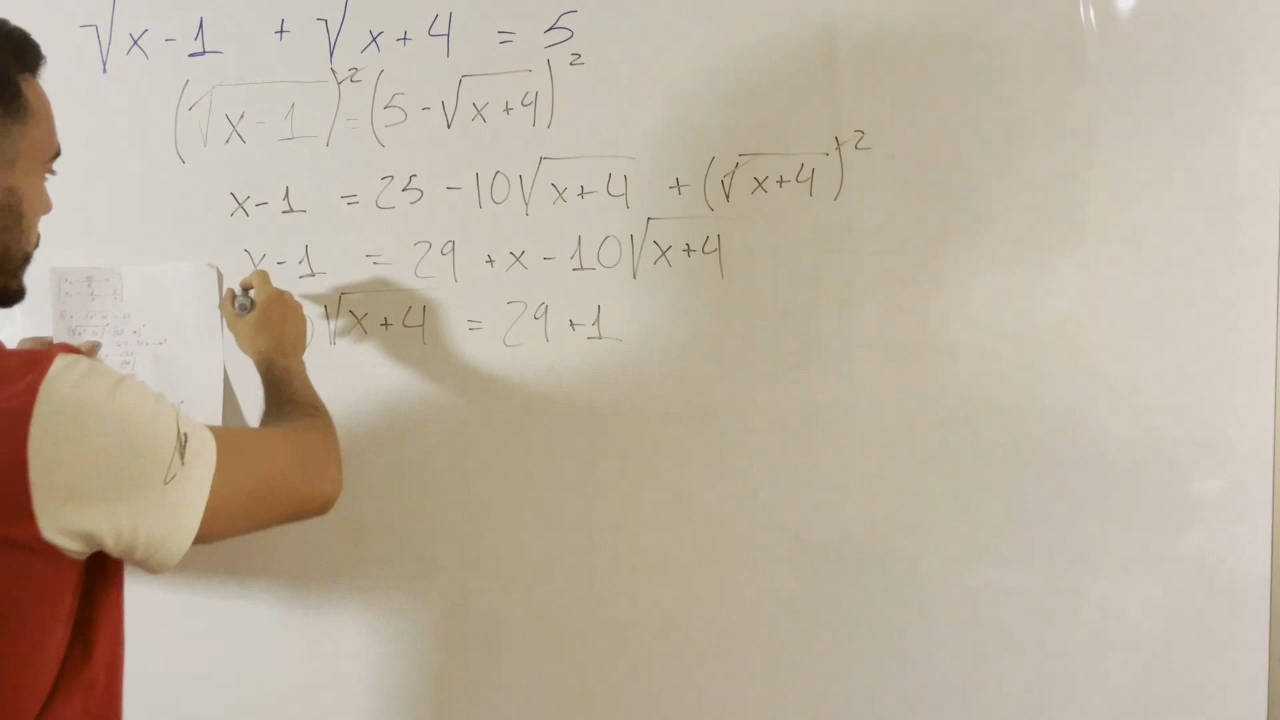 √x-1 + √x+4 = 5
(√x-1)² = (5-√x+4)²
x-1 = 25 -10√x+4 + (√x+4)²
x-1 = 29 +x -10√x+4
√x+4 = 29+1